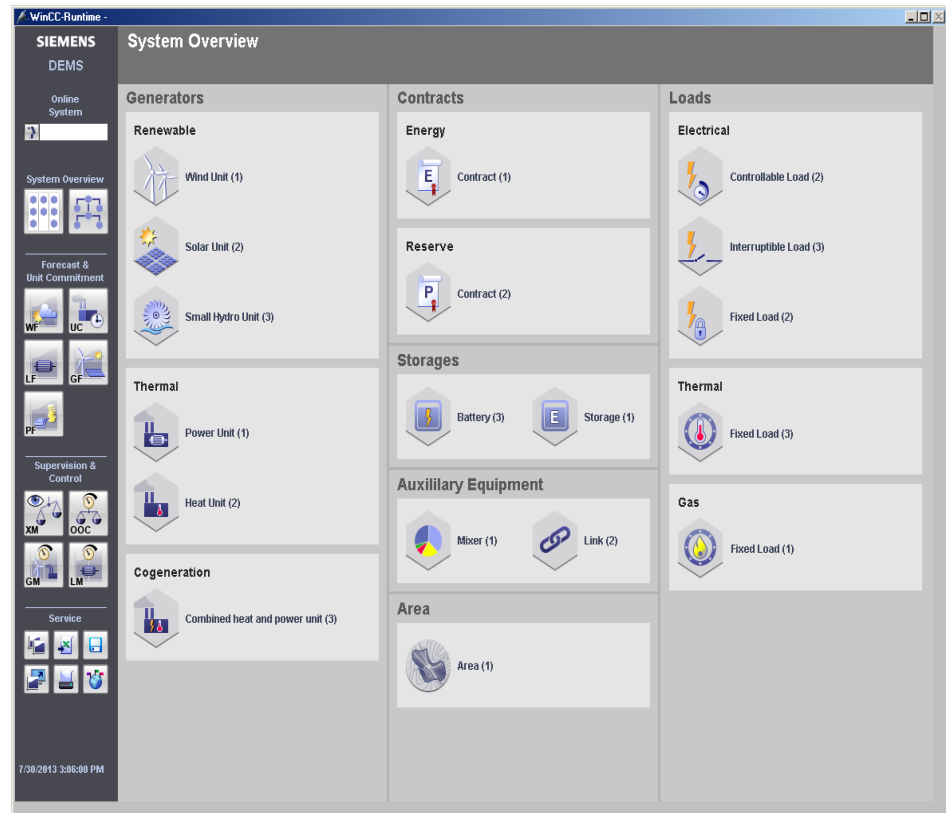 WinCC-Runtime -
SIEMENS
DEMS
Online
System
System Overview
Forecast &
Unit Commitment
WF
UC
LF
GF
PF
Supervision &
Control
XM
OOC
GM
LM
Service
7/30/2013 3:06:00 PM
System Overview
Generators
Renewable
Wind Unit (1)
Solar Unit (2)
Small Hydro Unit (3)
Thermal
Power Unit (1)
Heat Unit (2)
Cogeneration
Combined heat and power unit (3)
Contracts
Energy
E
Contract (1)
Reserve
P
Contract (2)
Storages
Battery (3)
E
Storage (1)
Auxililary Equipment
Mixer (1)
Link (2)
Area
Area (1)
Loads
Electrical
Controllable Load (2)
Interruptible Load (3)
Fixed Load (2)
Thermal
Fixed Load (3)
Gas
Fixed Load (1)